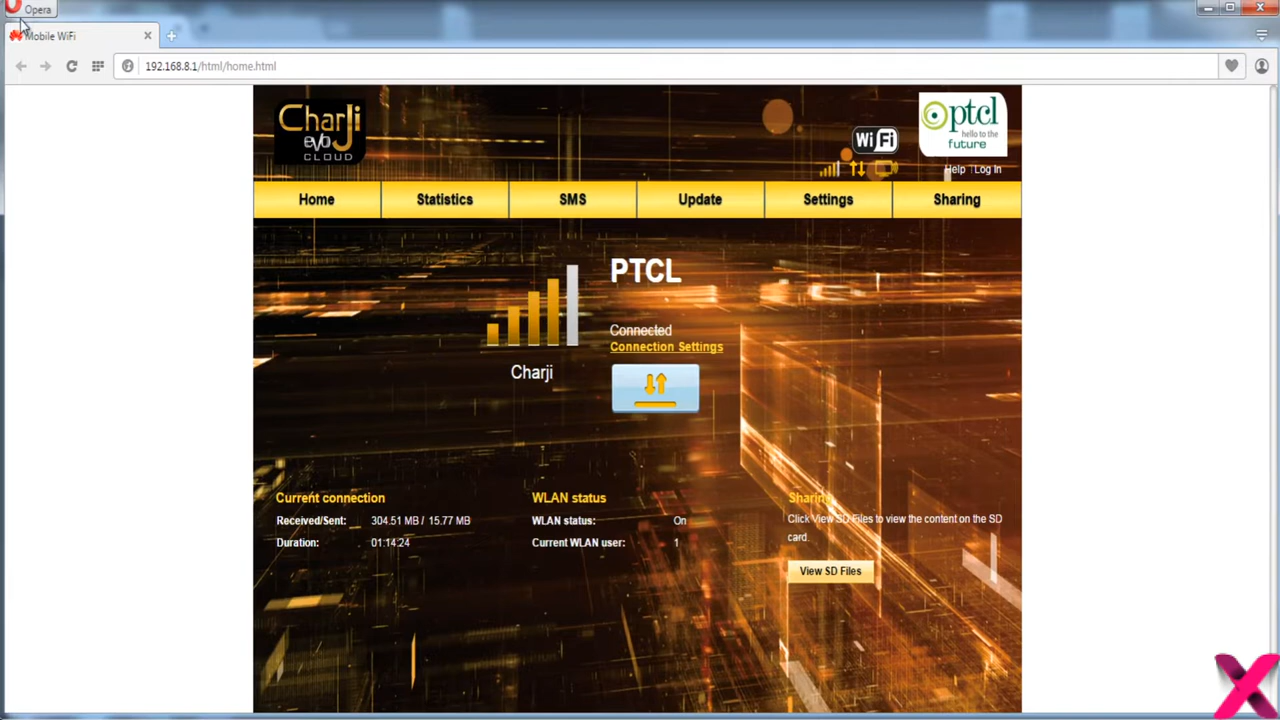 Opera
Mobile WiFi
192.168.8.1/html/home.html
CharJi
evo
CLOUD
WiFi
ptcl
hello to the
future
Help Log In
Home Statistics SMS Update Settings Sharing
PTCL
Connected
Connection Settings
Charji
Current connection
Received/Sent: 304.51 MB / 15.77 MB
Duration: 01:14:24
WLAN status
WLAN status: On
Current WLAN user: 1
Sharing
Click View SD Files to view the content on the SD
card.
View SD Files
X